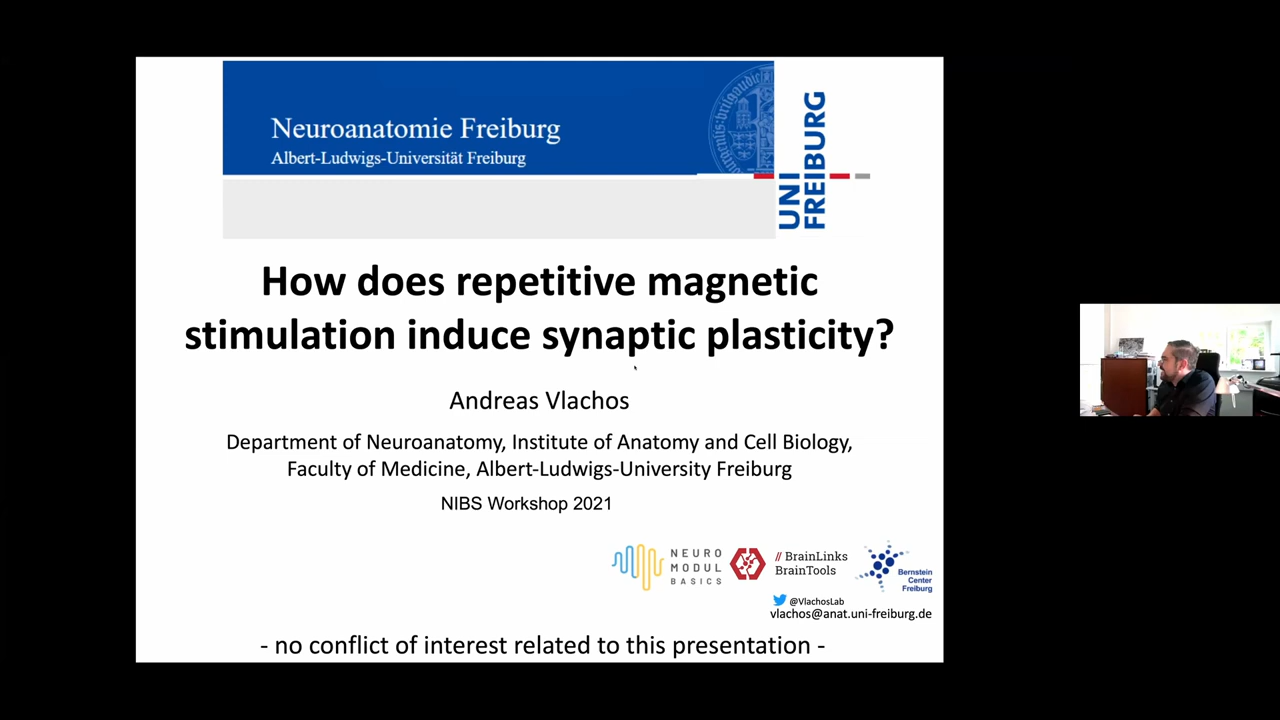 Neuroanatomie Freiburg
Albert-Ludwigs-Universität Freiburg
UNI
FREIBURG
How does repetitive magnetic
stimulation induce synaptic plasticity?
Andreas Vlachos
Department of Neuroanatomy, Institute of Anatomy and Cell Biology,
Faculty of Medicine, Albert-Ludwigs-University Freiburg
NIBS Workshop 2021
NEURO
MODUL
BASICS
// BrainLinks
BrainTools
Bernstein
Center
Freiburg
@VlachosLab
vlachos@anat.uni-freiburg.de
- no conflict of interest related to this presentation -